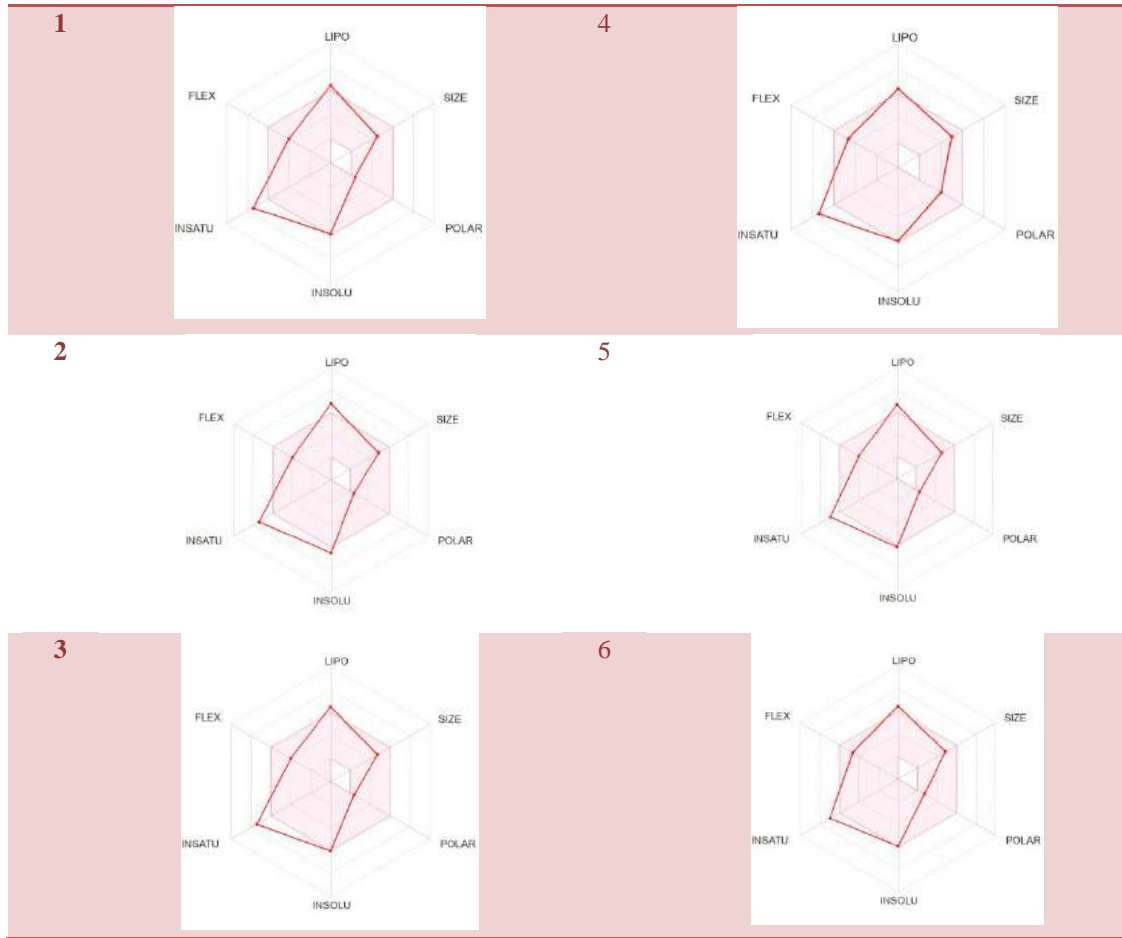 1
LIPO
FLEX
SIZE
INSATU
POLAR
INSOLU
4
LIPO
FLEX
SIZE
INSATU
POLAR
INSOLU
2
LIPO
FLEX
SIZE
INSATU
POLAR
INSOLU
5
LIPO
FLEX
SIZE
INSATU
POLAR
INSOLU
3
LIPO
FLEX
SIZE
INSATU
POLAR
INSOLU
6
LIPO
FLEX
SIZE
INSATU
POLAR
INSOLU